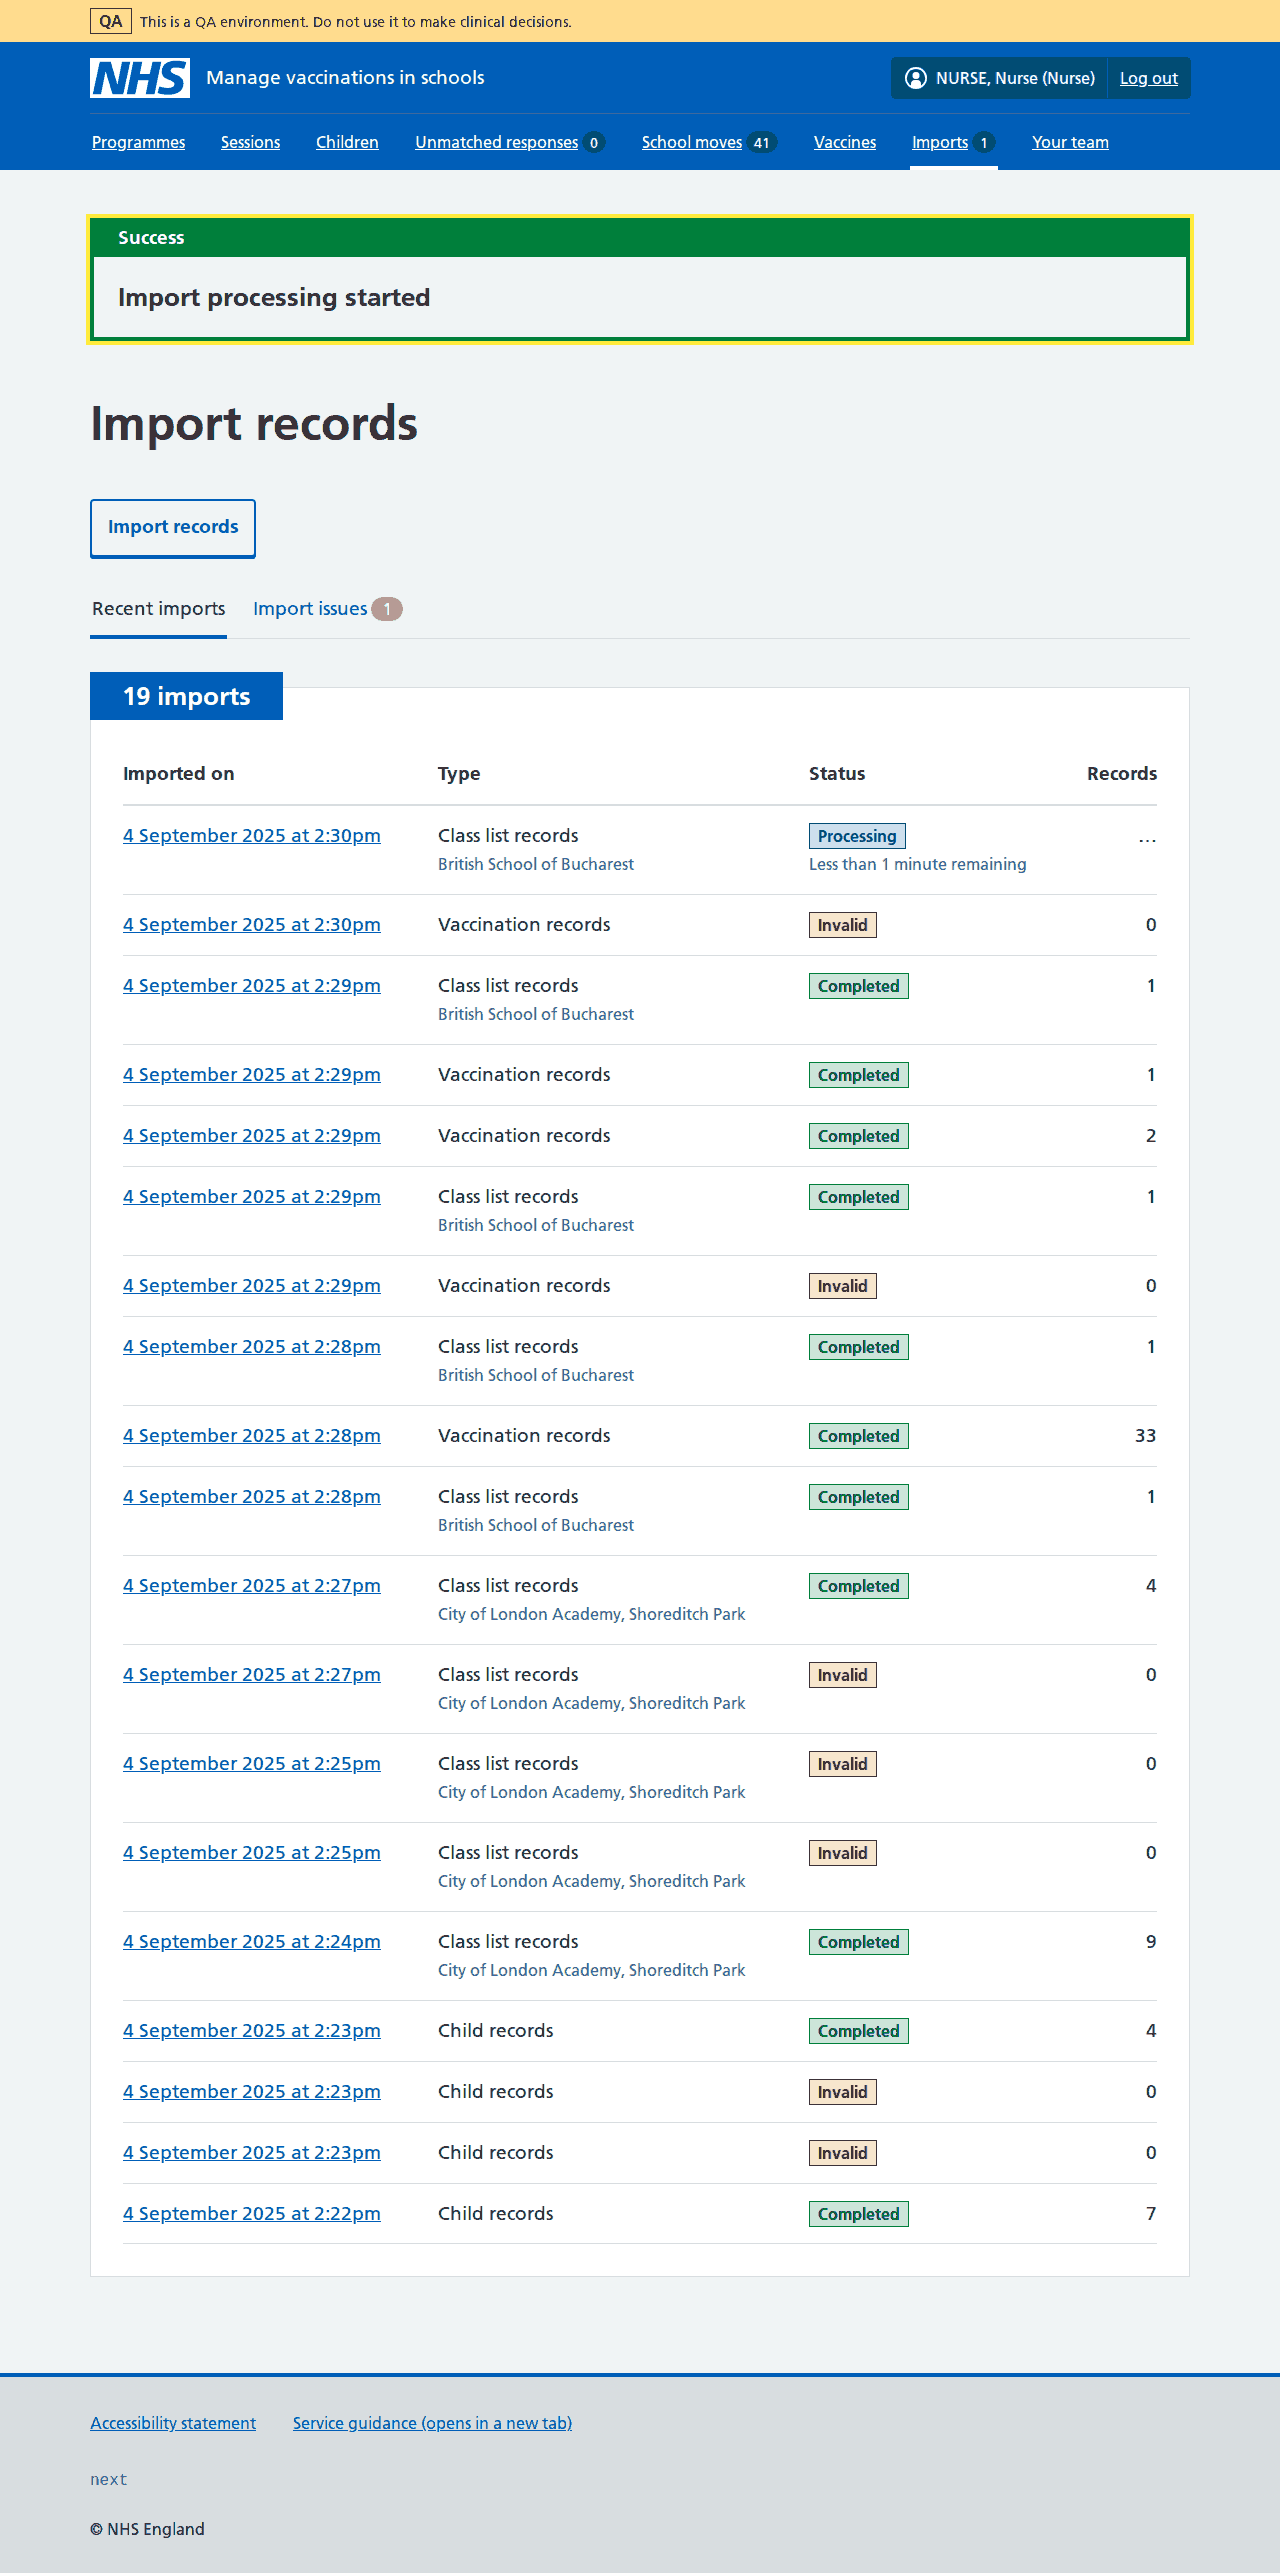 QA This is a QA environment. Do not use it to make clinical decisions.
NHS Manage vaccinations in schools NURSE, Nurse (Nurse) Log out
Programmes Sessions Children Unmatched responses 0 School moves 41 Vaccines Imports 1 Your team
Success
Import processing started
Import records
Import records
Recent imports Import issues 1
19 imports
Imported on Type Status Records
4 September 2025 at 2:30pm Class list records Processing ...
British School of Bucharest Less than 1 minute remaining
4 September 2025 at 2:30pm Vaccination records Invalid 0
4 September 2025 at 2:29pm Class list records Completed 1
British School of Bucharest
4 September 2025 at 2:29pm Vaccination records Completed 1
4 September 2025 at 2:29pm Vaccination records Completed 2
4 September 2025 at 2:29pm Class list records Completed 1
British School of Bucharest
4 September 2025 at 2:29pm Vaccination records Invalid 0
4 September 2025 at 2:28pm Class list records Completed 1
British School of Bucharest
4 September 2025 at 2:28pm Vaccination records Completed 33
4 September 2025 at 2:28pm Class list records Completed 1
British School of Bucharest
4 September 2025 at 2:27pm Class list records Completed 4
City of London Academy, Shoreditch Park
4 September 2025 at 2:27pm Class list records Invalid 0
City of London Academy, Shoreditch Park
4 September 2025 at 2:25pm Class list records Invalid 0
City of London Academy, Shoreditch Park
4 September 2025 at 2:25pm Class list records Invalid 0
City of London Academy, Shoreditch Park
4 September 2025 at 2:24pm Class list records Completed 9
City of London Academy, Shoreditch Park
4 September 2025 at 2:23pm Child records Completed 4
4 September 2025 at 2:23pm Child records Invalid 0
4 September 2025 at 2:23pm Child records Invalid 0
4 September 2025 at 2:22pm Child records Completed 7
Accessibility statement Service guidance (opens in a new tab)
next
© NHS England